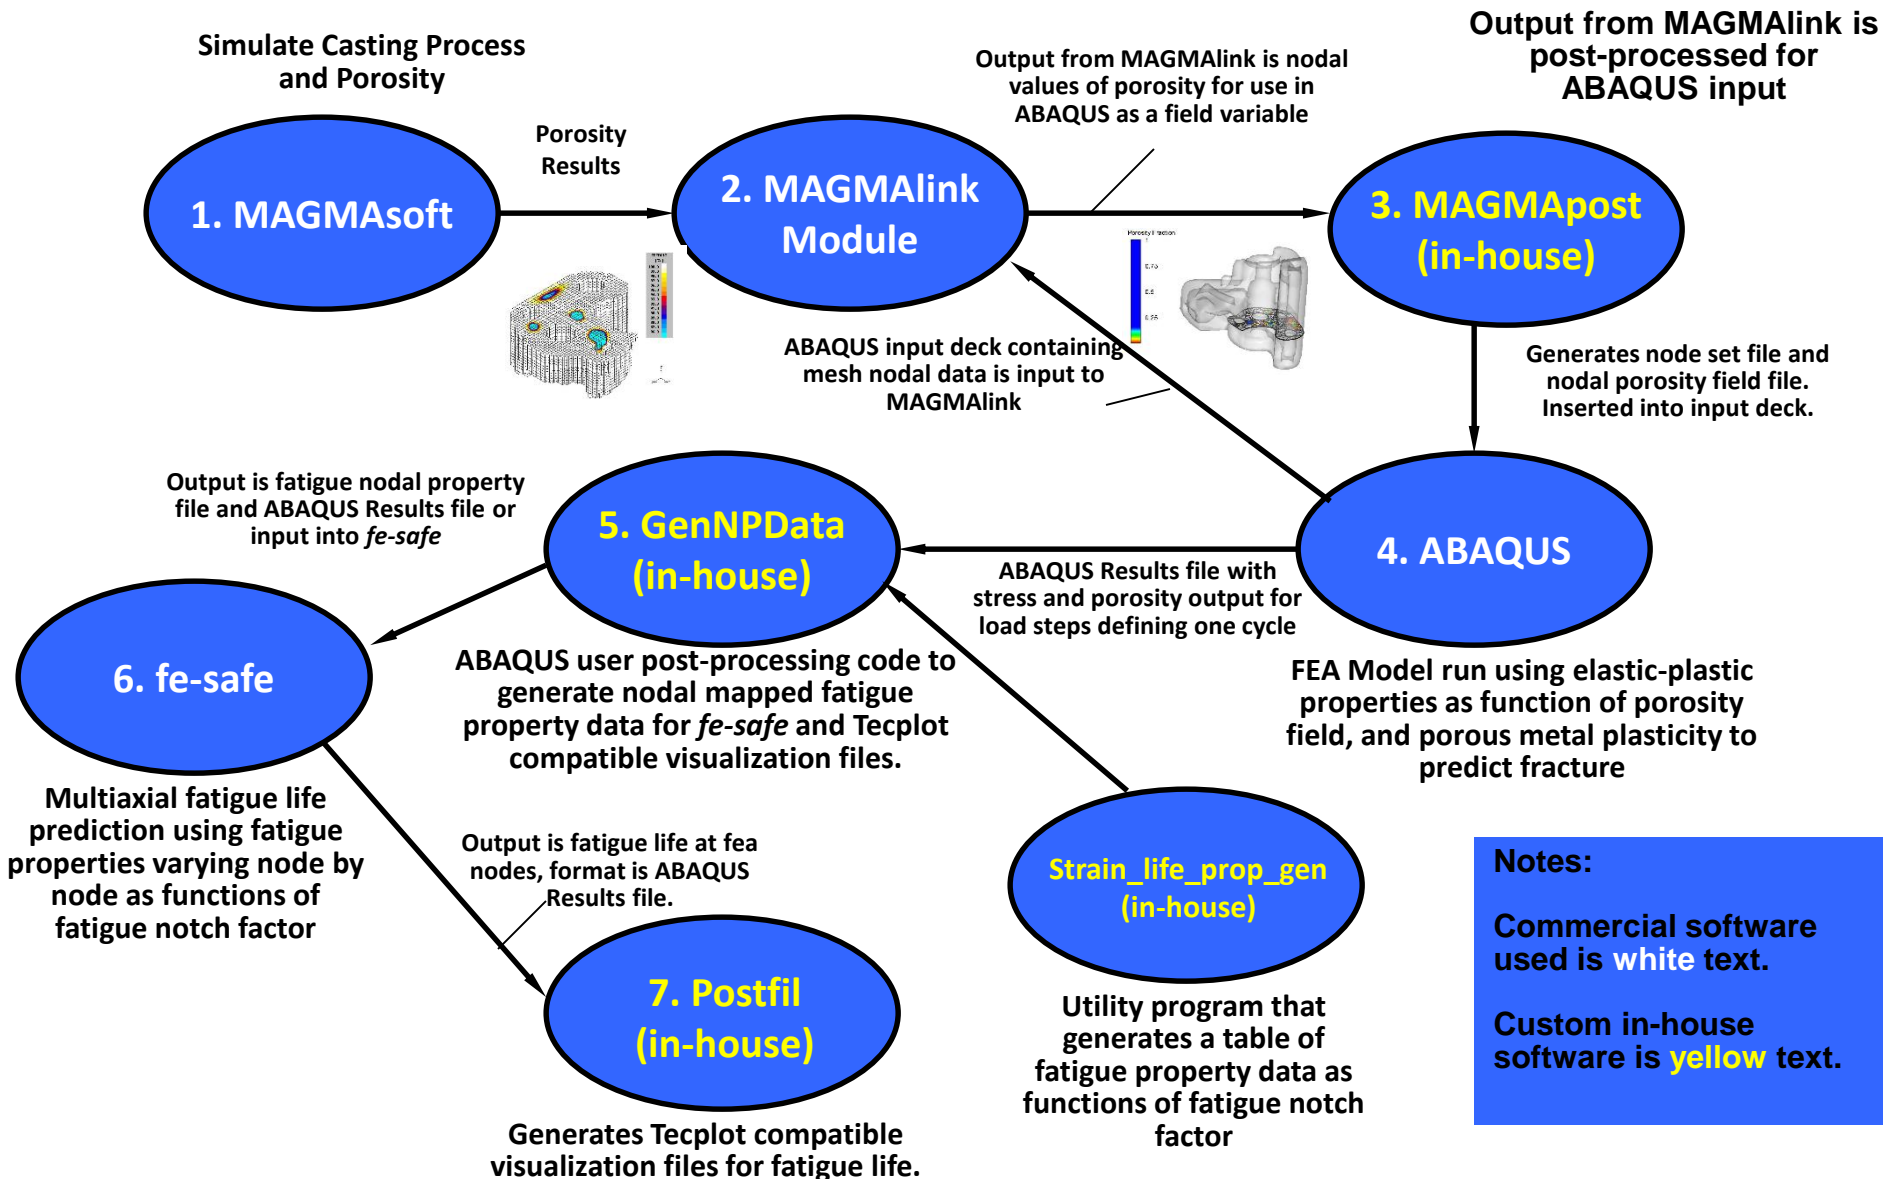 Simulate Casting Process
and Porosity
Output from MAGMAlink is nodal
values of porosity for use in
ABAQUS as a field variable
Output from MAGMAlink is
post-processed for
ABAQUS input
Porosity
Results
1. MAGMAsoft
2. MAGMAlink
Module
3. MAGMApost
(in-house)
ABAQUS input deck containing
mesh nodal data is input to
MAGMAlink
Generates node set file and
nodal porosity field file.
Inserted into input deck.
Output is fatigue nodal property
file and ABAQUS Results file or
input into fe-safe
5. GenNPData
(in-house)
4. ABAQUS
ABAQUS Results file with
stress and porosity output for
load steps defining one cycle
6. fe-safe
ABAQUS user post-processing code to
generate nodal mapped fatigue
property data for fe-safe and Tecplot
compatible visualization files.
FEA Model run using elastic-plastic
properties as function of porosity
field, and porous metal plasticity to
predict fracture
Multiaxial fatigue life
prediction using fatigue
properties varying node by
node as functions of
fatigue notch factor
Output is fatigue life at fea
nodes, format is ABAQUS
Results file.
Strain_life_prop_gen
(in-house)
7. Postfil
(in-house)
Utility program that
generates a table of
fatigue property data as
functions of fatigue notch
factor
Generates Tecplot compatible
visualization files for fatigue life.
Notes:
Commercial software
used is white text.
Custom in-house
software is yellow text.